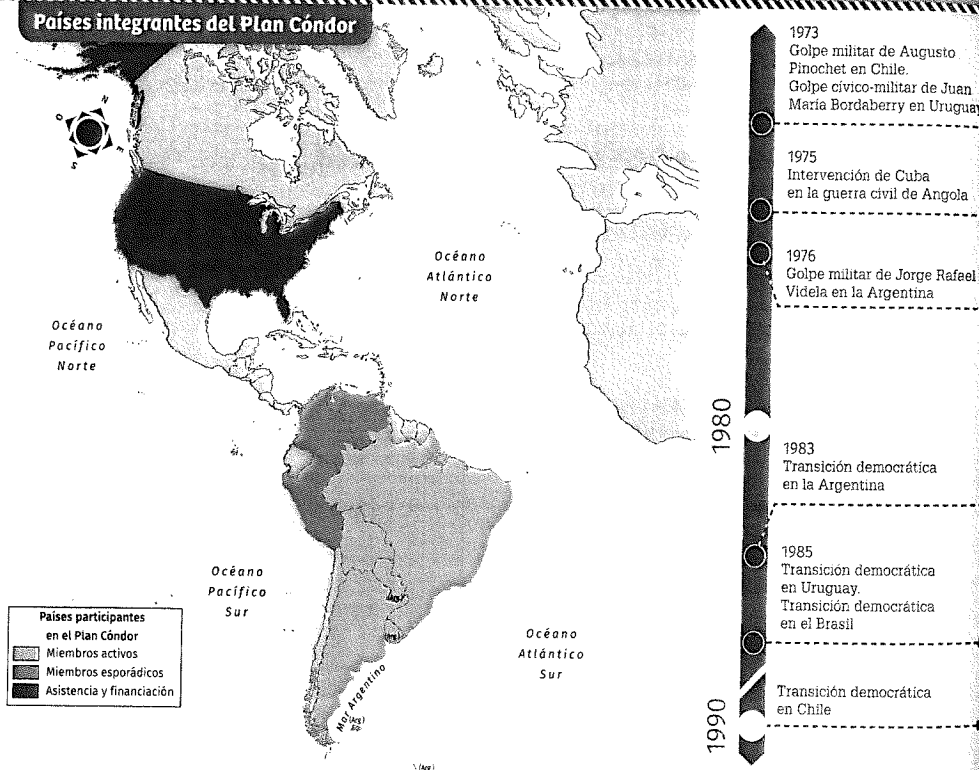 Países integrantes del Plan Cóndor
N
O
E
S
Océano
Atlántico
Norte
Océano
Pacífico
Norte
Océano
Pacífico
Sur
Océano
Atlántico
Sur
Mar Argentino
(Arg.)
(Arg.)
(Arg.)
(Arg.)
Países participantes
en el Plan Cóndor
Miembros activos
Miembros esporádicos
Asistencia y financiación
1973
Golpe militar de Augusto
Pinochet en Chile.
Golpe cívico-militar de Juan
María Bordaberry en Uruguay
1975
Intervención de Cuba
en la guerra civil de Angola
1976
Golpe militar de Jorge Rafael
Videla en la Argentina
1980
1983
Transición democrática
en la Argentina
1985
Transición democrática
en Uruguay.
Transición democrática
en el Brasil
1990
Transición democrática
en Chile